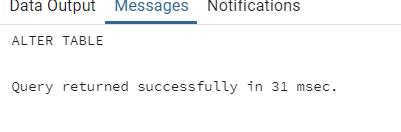 Data Output Messages Notifications
ALTER TABLE
Query returned successfully in 31 msec.